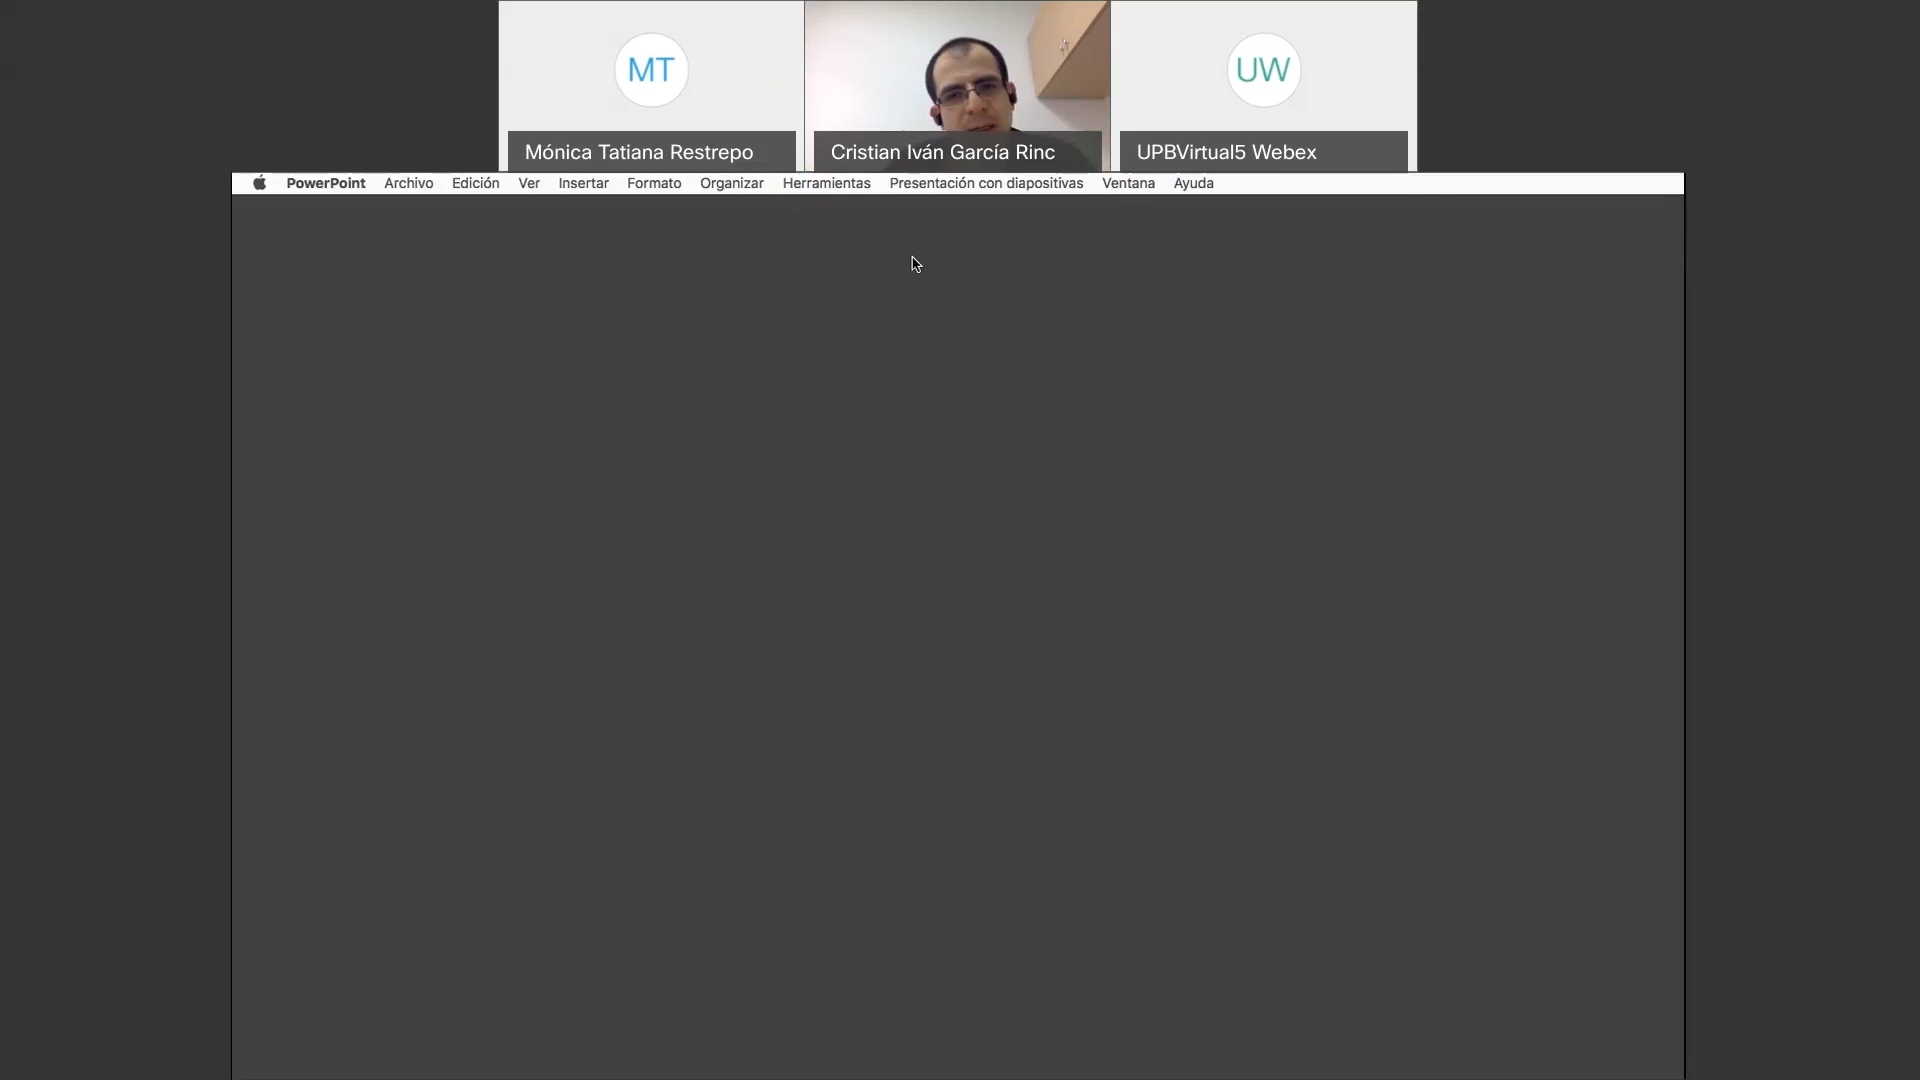 MT
UW
Mónica Tatiana Restrepo
Cristian Iván García Rinc
UPBVirtual5 Webex
PowerPoint Archivo Edición Ver Insertar Formato Organizar Herramientas Presentación con diapositivas Ventana Ayuda